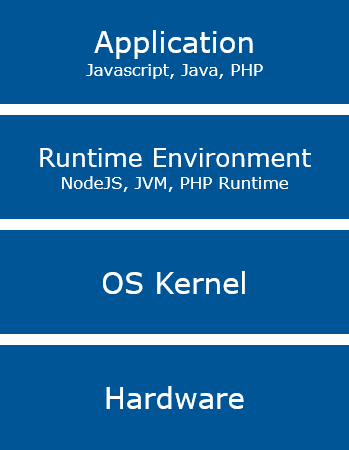 Application
Javascript, Java, PHP
Runtime Environment
NodeJS, JVM, PHP Runtime
OS Kernel
Hardware